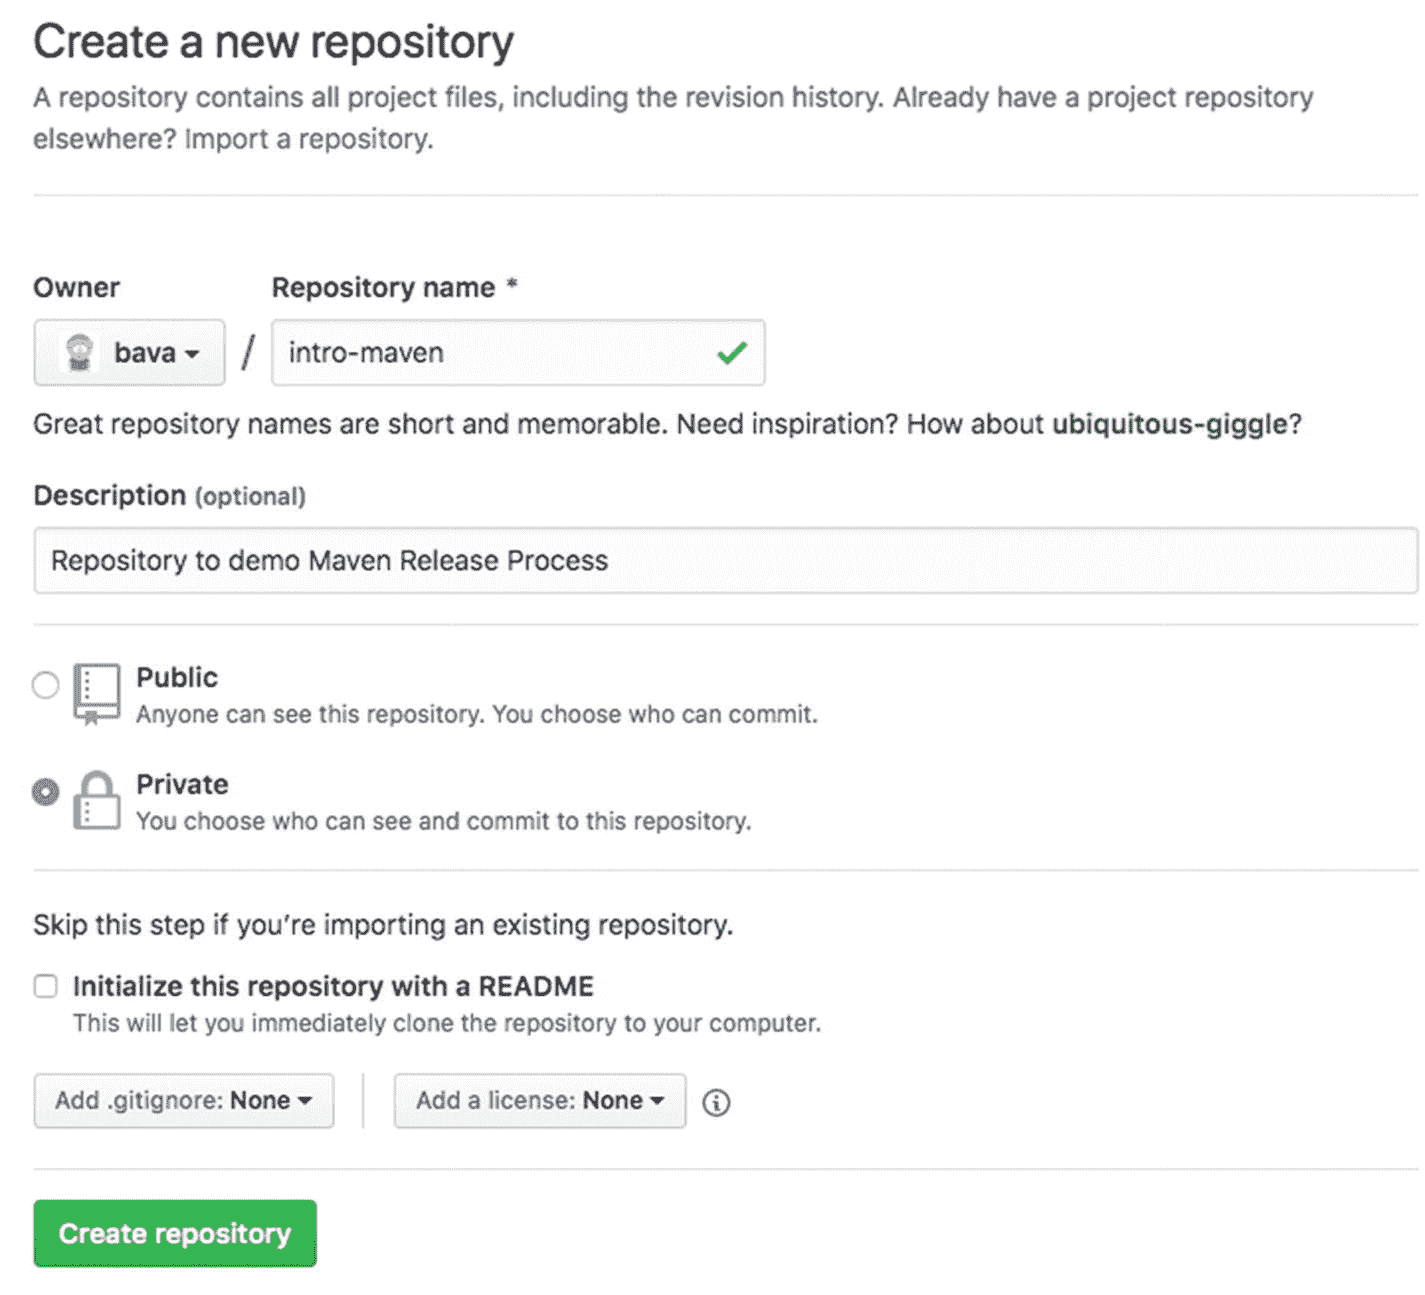 Create a new repository
A repository contains all project files, including the revision history. Already have a project repository
elsewhere? Import a repository.
Owner
Repository name *
bava
/
intro-maven
Great repository names are short and memorable. Need inspiration? How about ubiquitous-giggle?
Description (optional)
Repository to demo Maven Release Process
Public
Anyone can see this repository. You choose who can commit.
Private
You choose who can see and commit to this repository.
Skip this step if you’re importing an existing repository.
Initialize this repository with a README
This will let you immediately clone the repository to your computer.
Add .gitignore: None
Add a license: None
Create repository